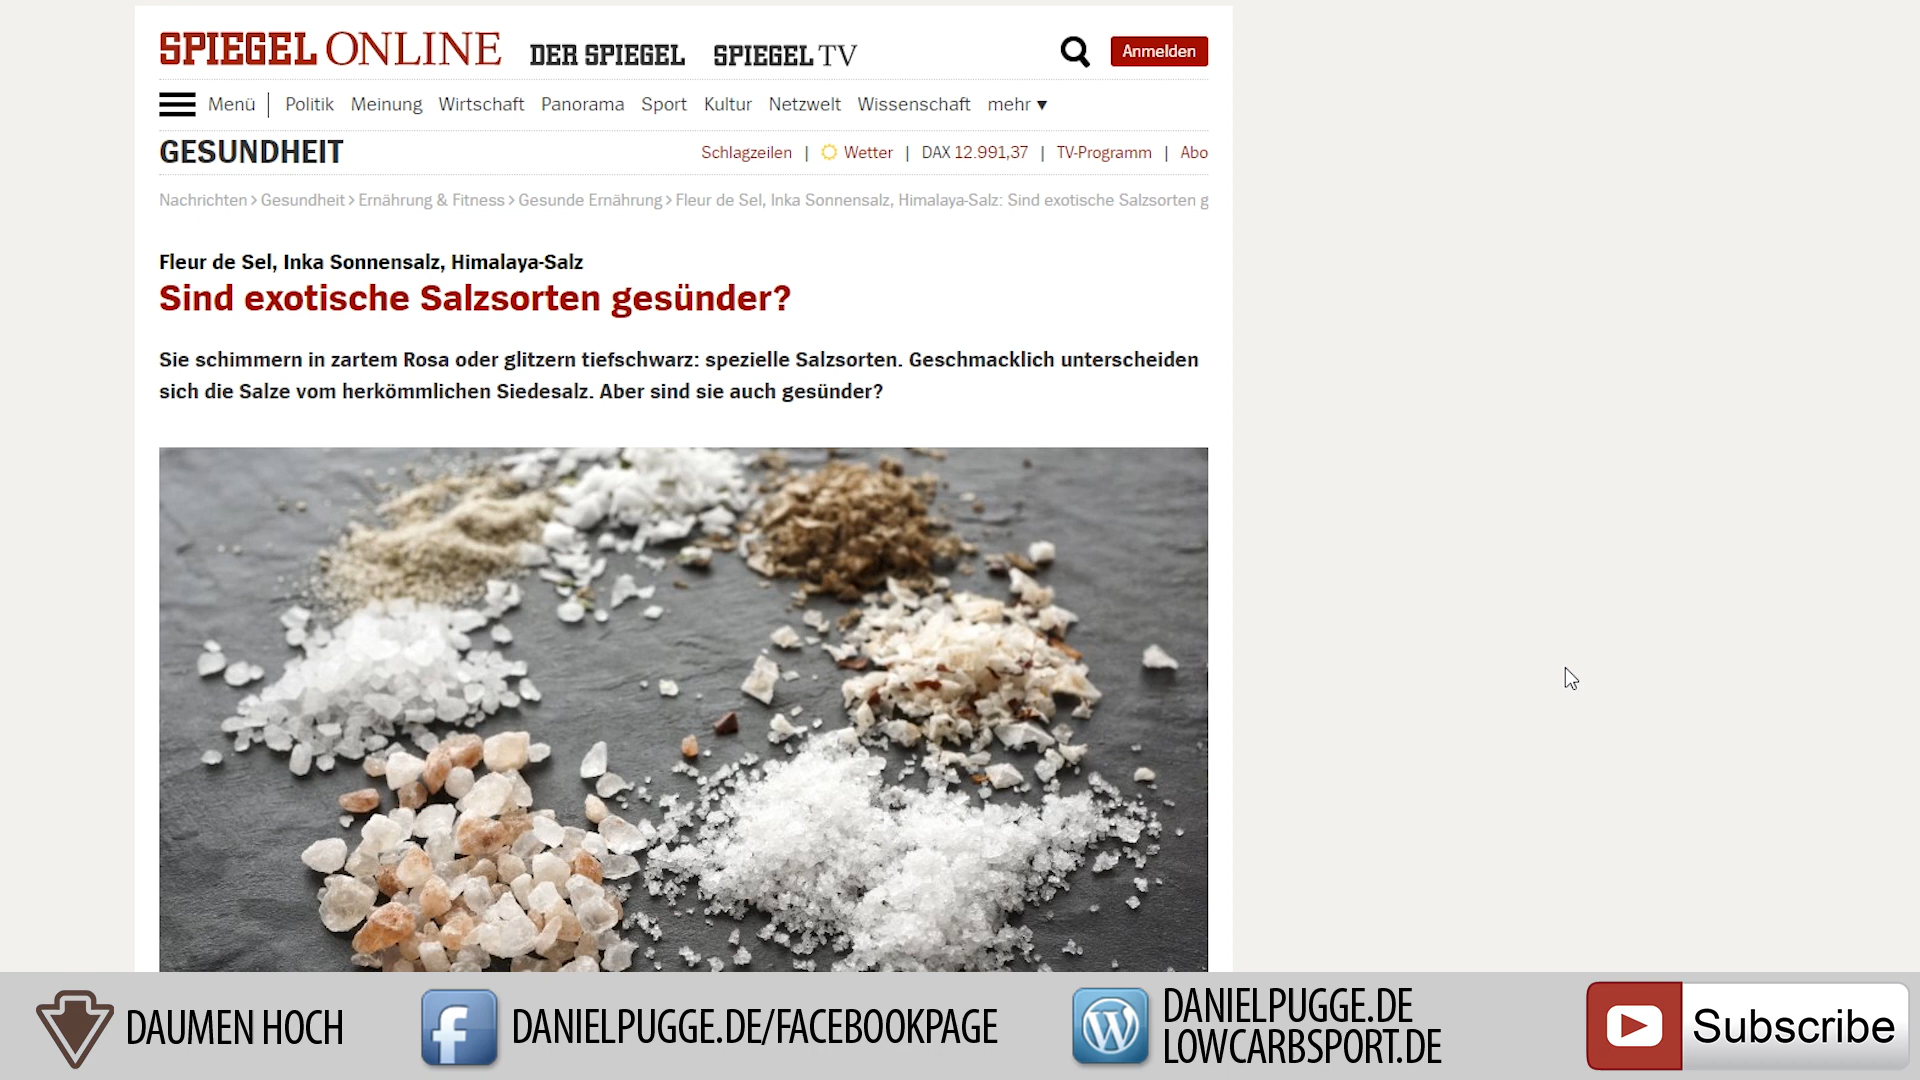 SPIEGEL ONLINE DER SPIEGEL SPIEGEL TV Anmelden
Menü Politik Meinung Wirtschaft Panorama Sport Kultur Netzwelt Wissenschaft mehr ▼
GESUNDHEIT Schlagzeilen | Wetter | DAX 12.991,37 | TV-Programm | Abo
Nachrichten > Gesundheit > Ernährung & Fitness > Gesunde Ernährung > Fleur de Sel, Inka Sonnensalz, Himalaya-Salz: Sind exotische Salzsorten g
Fleur de Sel, Inka Sonnensalz, Himalaya-Salz
Sind exotische Salzsorten gesünder?
Sie schimmern in zartem Rosa oder glitzern tiefschwarz: spezielle Salzsorten. Geschmacklich unterscheiden
sich die Salze vom herkömmlichen Siedesalz. Aber sind sie auch gesünder?
DAUMEN HOCH
DANIELPUGGE.DE/FACEBOOKPAGE
DANIELPUGGE.DE
LOWCARBSPORT.DE
Subscribe